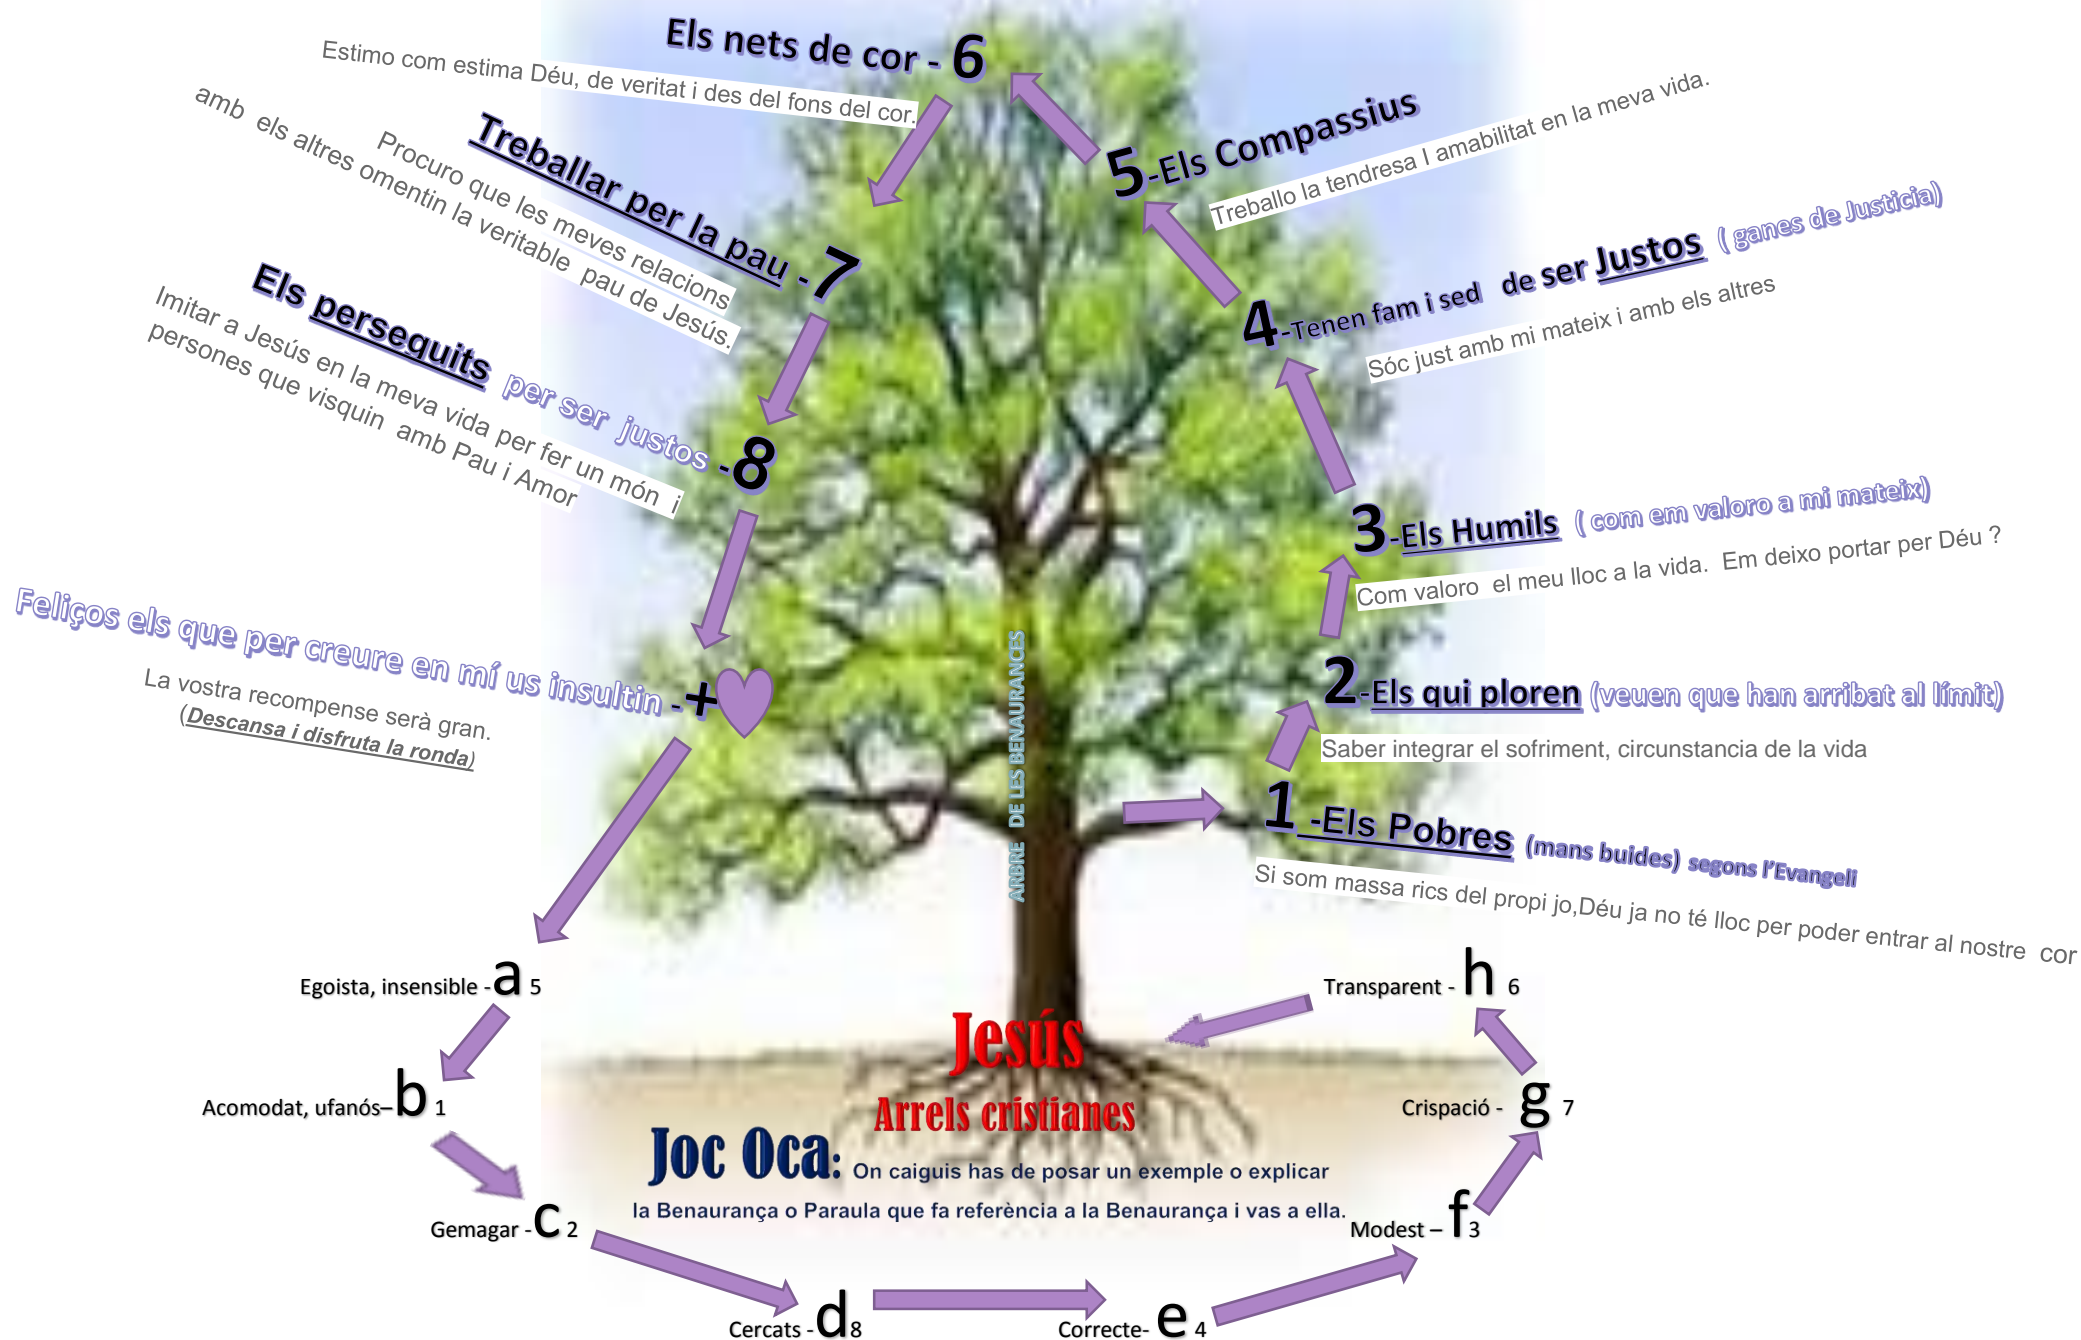 Els nets de cor - 6
Estimo com estima Déu, de veritat i des del fons del cor.
Treballar per la pau -7
Procuro que les meves relacions
amb els altres omentin la veritable pau de Jesús.
Els perseguits per ser justos -8
Imitar a Jesús en la meva vida per fer un món i
persones que visquin amb Pau i Amor
Feliços els que per creure en mí us insultin -+
La vostra recompense serà gran.
(Descansa i disfruta la ronda)
5-Els Compassius
Treballo la tendresa I amabilitat en la meva vida.
4-Tenen fam i sed de ser Justos ( ganes de Justicia)
Sóc just amb mi mateix i amb els altres
3-Els Humils ( com em valoro a mi mateix)
Com valoro el meu lloc a la vida. Em deixo portar per Déu ?
2-Els qui ploren (veuen que han arribat al límit)
Saber integrar el sofriment, circunstancia de la vida
1 -Els Pobres (mans buides) segons l'Evangeli
Si som massa rics del propi jo,Déu ja no té lloc per poder entrar al nostre cor
ARBRE DE LES BENAURANCES
Egoista, insensible -a 5
Acomodat, ufanós–b 1
Gemagar -c 2
Cercats -d8
Correcte- e 4
Modest – f3
Crispació - g 7
Transparent - h 6
Jesús
Arrels cristianes
Joc Oca: On caiguis has de posar un exemple o explicar
la Benaurança o Paraula que fa referència a la Benaurança i vas a ella.